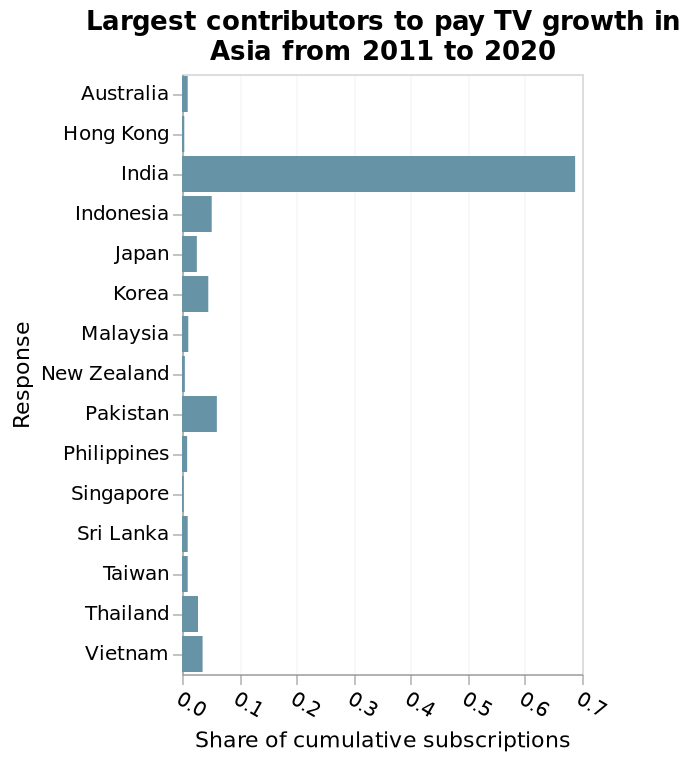 Largest contributors to pay TV growth in
Asia from 2011 to 2020
Australia
Hong Kong
India
Indonesia
Japan
Korea
Malaysia
New Zealand
Pakistan
Philippines
Singapore
Sri Lanka
Taiwan
Thailand
Vietnam
Response
0.0 0.1 0.2 0.3 0.4 0.5 0.6 0.7
Share of cumulative subscriptions